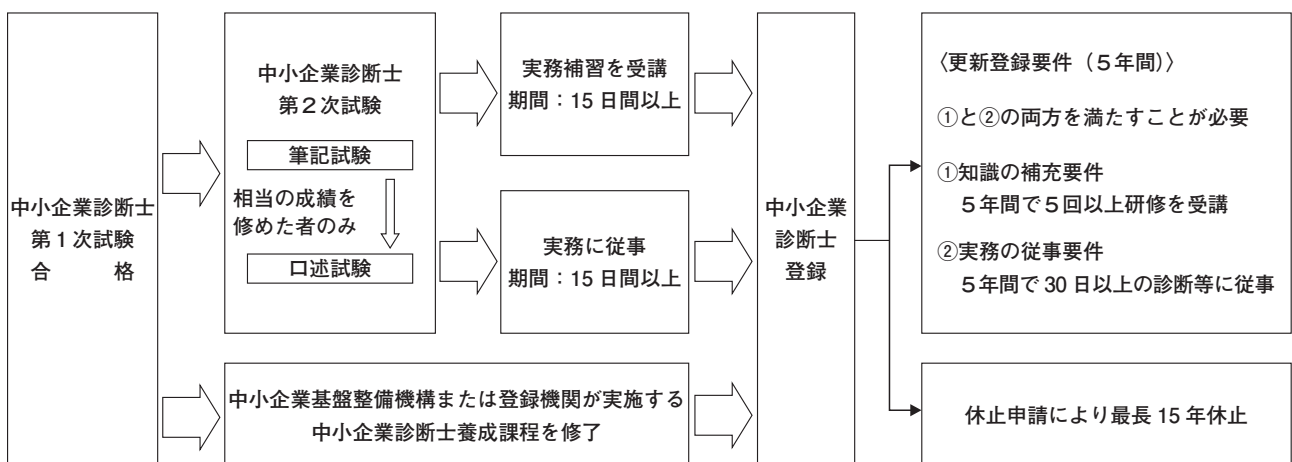 中小企業診断士
第1次試験
合　　格
中小企業診断士
第2次試験
筆記試験
相当の成績を
修めた者のみ
口述試験
実務補習を受講
期間：15日間以上
実務に従事
期間：15日間以上
中小企業基盤整備機構または登録機関が実施する
中小企業診断士養成課程を修了
中小企業
診断士
登録
〈更新登録要件（5年間）〉
①と②の両方を満たすことが必要
①知識の補充要件
5年間で5回以上研修を受講
②実務の従事要件
5年間で30日以上の診断等に従事
休止申請により最長15年休止